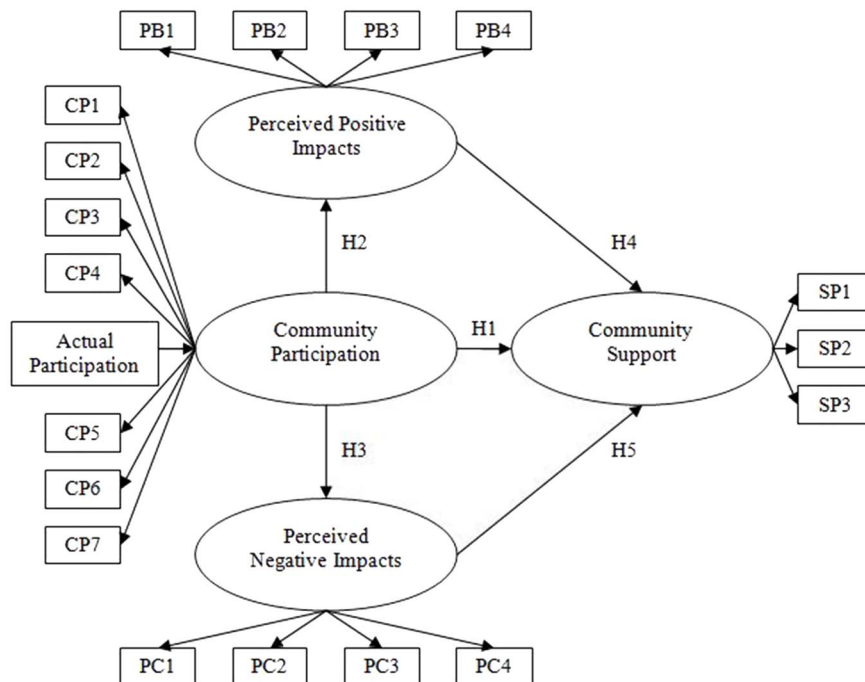 PB1
PB2
PB3
PB4
CP1
CP2
CP3
CP4
Perceived Positive
Impacts
H2
H4
Actual
Participation
Community
Participation
H1
Community
Support
SP1
SP2
SP3
CP5
CP6
CP7
H3
H5
Perceived
Negative Impacts
PC1
PC2
PC3
PC4